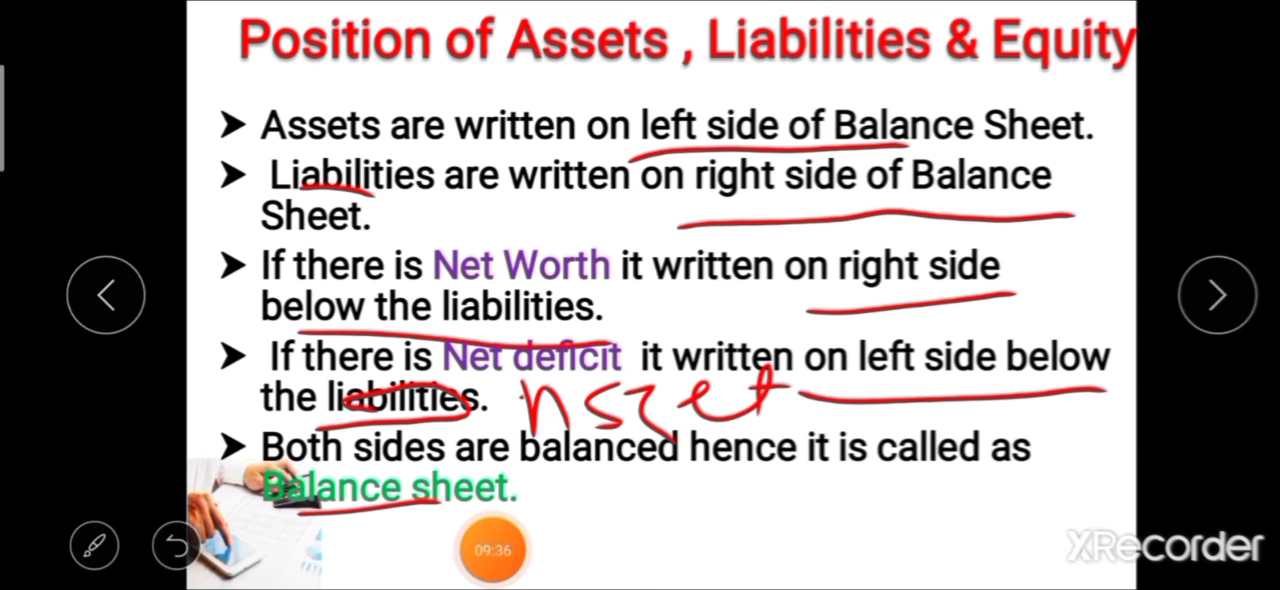 Position of Assets , Liabilities & Equity
➤ Assets are written on left side of Balance Sheet.
➤ Liabilities are written on right side of Balance
Sheet.
➤ If there is Net Worth it written on right side
below the liabilities.
➤ If there is Net deficit it written on left side below
the liabilities.
➤ Both sides are balanced hence it is called as
Balance sheet.
09:36
XRecorder